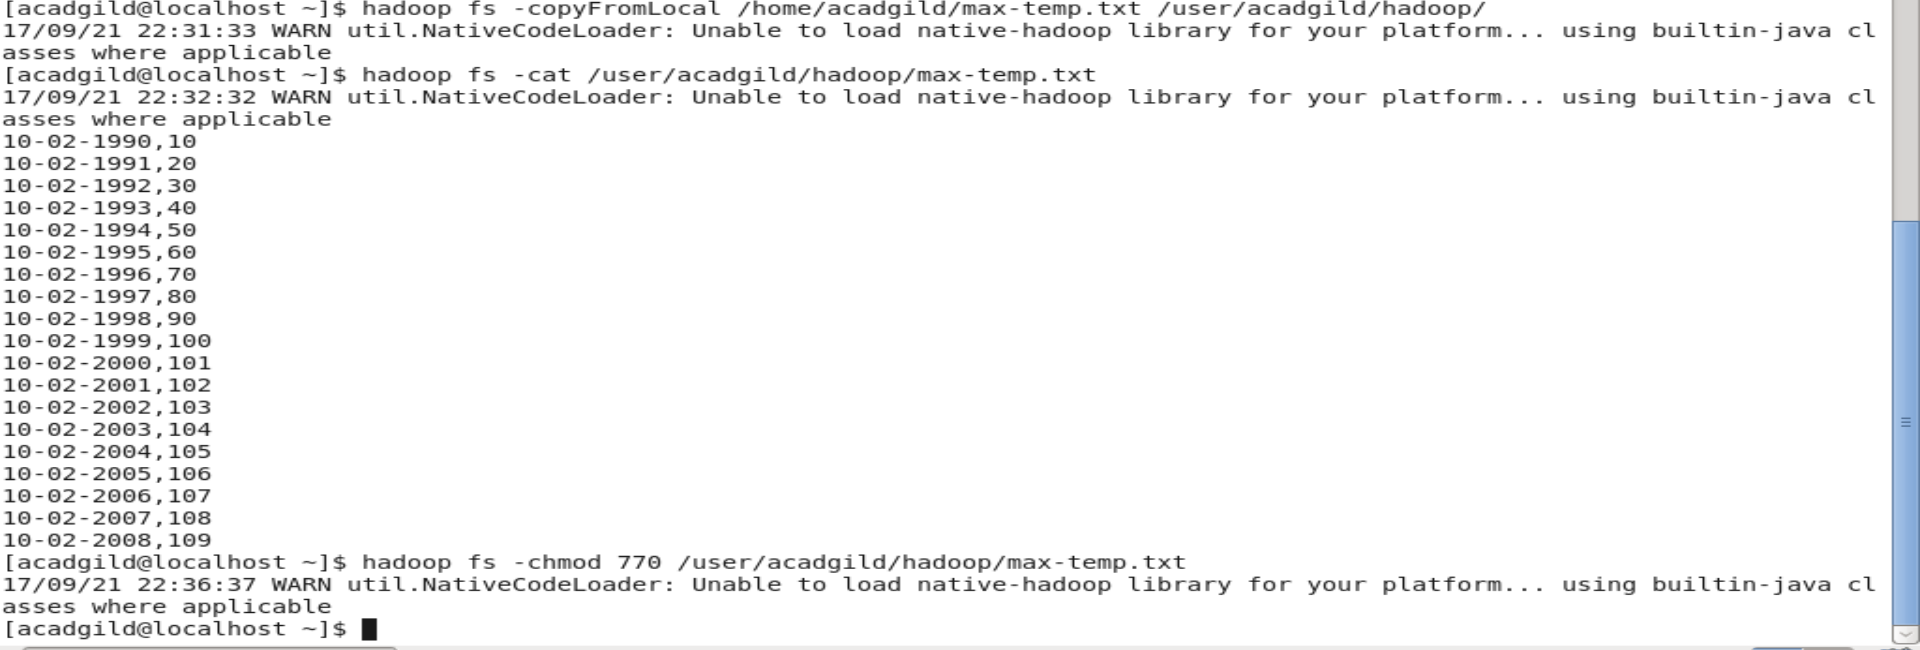 [acadgild@localhost ~]$ hadoop fs -copyFromLocal /home/acadgild/max-temp.txt /user/acadgild/hadoop/
17/09/21 22:31:33 WARN util.NativeCodeLoader: Unable to load native-hadoop library for your platform... using builtin-java cl
asses where applicable
[acadgild@localhost ~]$ hadoop fs -cat /user/acadgild/hadoop/max-temp.txt
17/09/21 22:32:32 WARN util.NativeCodeLoader: Unable to load native-hadoop library for your platform... using builtin-java cl
asses where applicable
10-02-1990,10
10-02-1991,20
10-02-1992,30
10-02-1993,40
10-02-1994,50
10-02-1995,60
10-02-1996,70
10-02-1997,80
10-02-1998,90
10-02-1999,100
10-02-2000,101
10-02-2001,102
10-02-2002,103
10-02-2003,104
10-02-2004,105
10-02-2005,106
10-02-2006,107
10-02-2007,108
10-02-2008,109
[acadgild@localhost ~]$ hadoop fs -chmod 770 /user/acadgild/hadoop/max-temp.txt
17/09/21 22:36:37 WARN util.NativeCodeLoader: Unable to load native-hadoop library for your platform... using builtin-java cl
asses where applicable
[acadgild@localhost ~]$